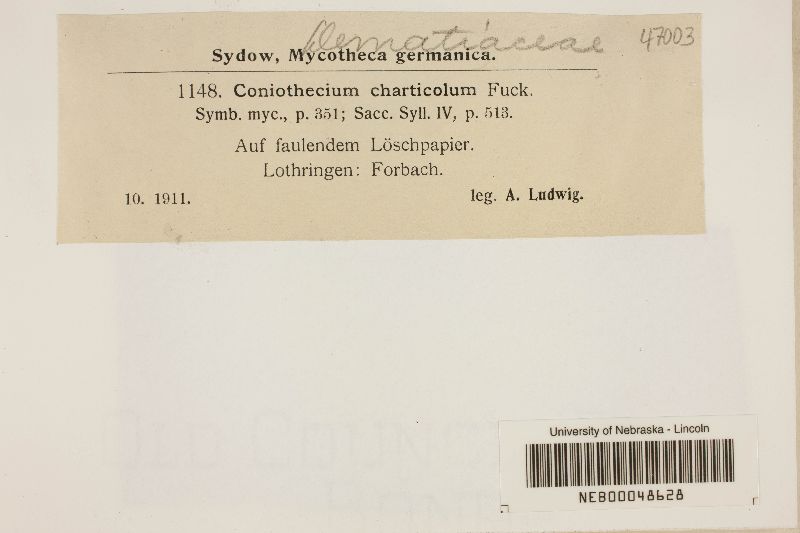 Dematiaceae 47003
Sydow, Mycotheca germanica.
1148. Coniothecium charticolum Fuck.
Symb. myc., p. 351; Sacc. Syll. IV, p. 513.
Auf faulendem Löschpapier.
Lothringen: Forbach.
10. 1911. leg. A. Ludwig.
University of Nebraska - Lincoln
NEB00048628